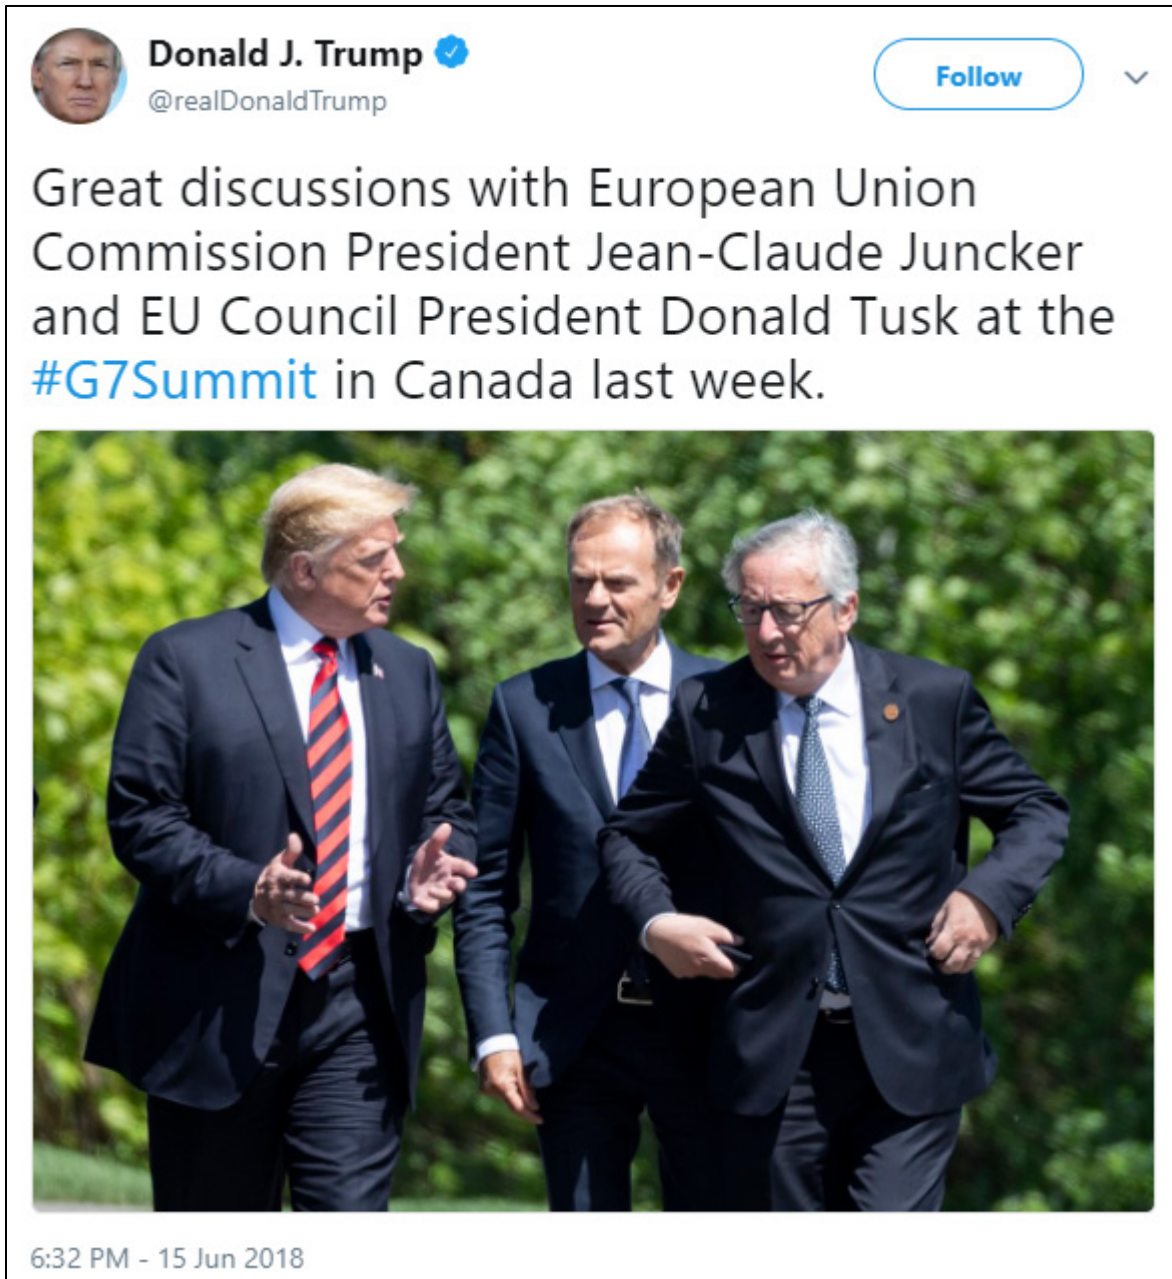 Donald J. Trump
@realDonaldTrump
Follow
Great discussions with European Union
Commission President Jean-Claude Juncker
and EU Council President Donald Tusk at the
#G7Summit in Canada last week.
6:32 PM - 15 Jun 2018